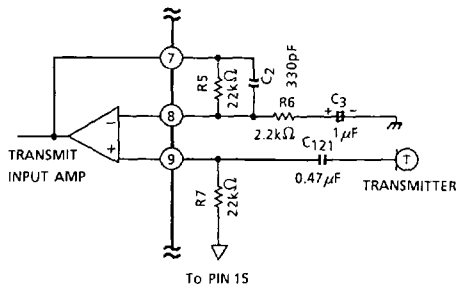 7
R5
22kΩ
C2
330pF
8
R6
2.2kΩ
+ C3 -
1µF
-
+
TRANSMIT
INPUT AMP
9
C121
0.47µF
T
TRANSMITTER
R7
22kΩ
To PIN 15